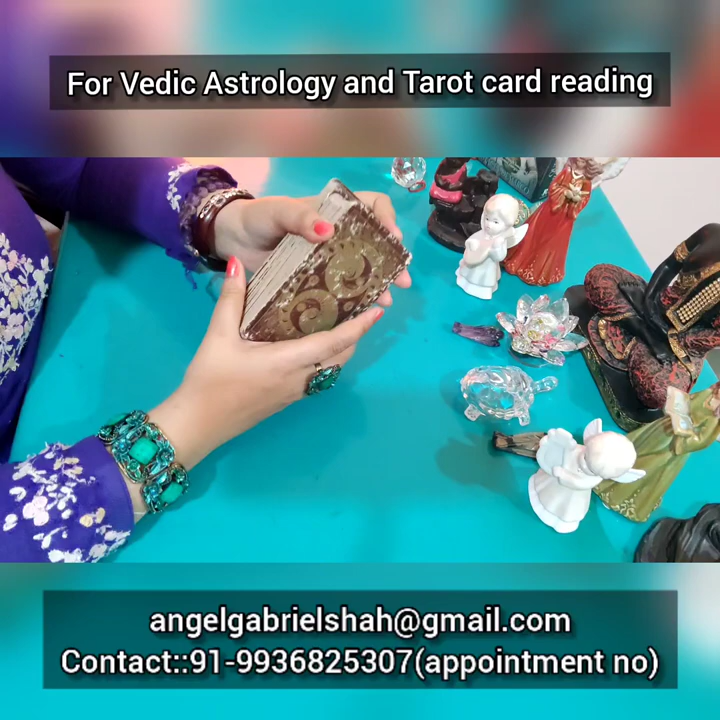 For Vedic Astrology and Tarot card reading
angelgabrielshah@gmail.com
Contact::91-9936825307(appointment no)